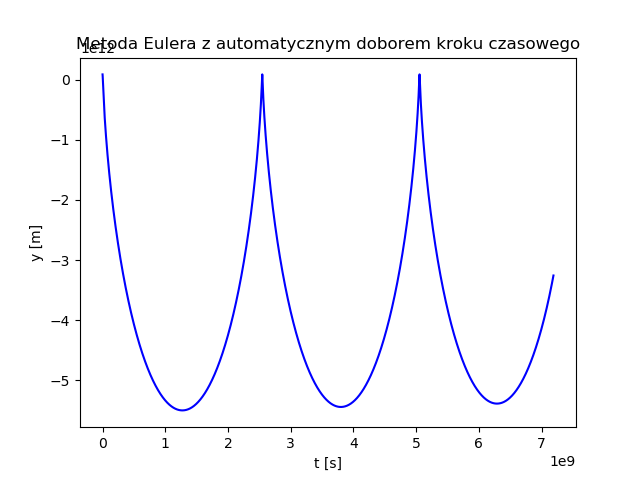 Metoda Eulera z automatycznym doborem kroku czasowego
1e12
0
−1
−2
−3
−4
−5
y [m]
0 1 2 3 4 5 6 7
1e9
t [s]